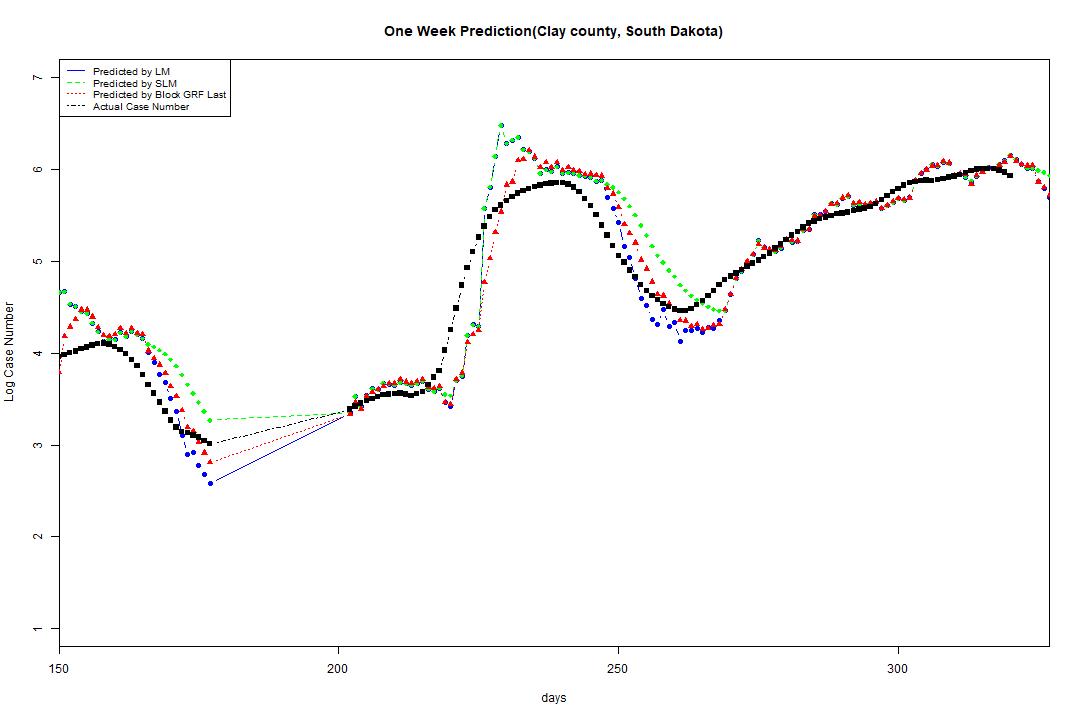 One Week Prediction(Clay county, South Dakota)
Predicted by LM
Predicted by SLM
Predicted by Block GRF Last
Actual Case Number
7
6
5
4
3
2
1
Log Case Number
150 200 250 300
days